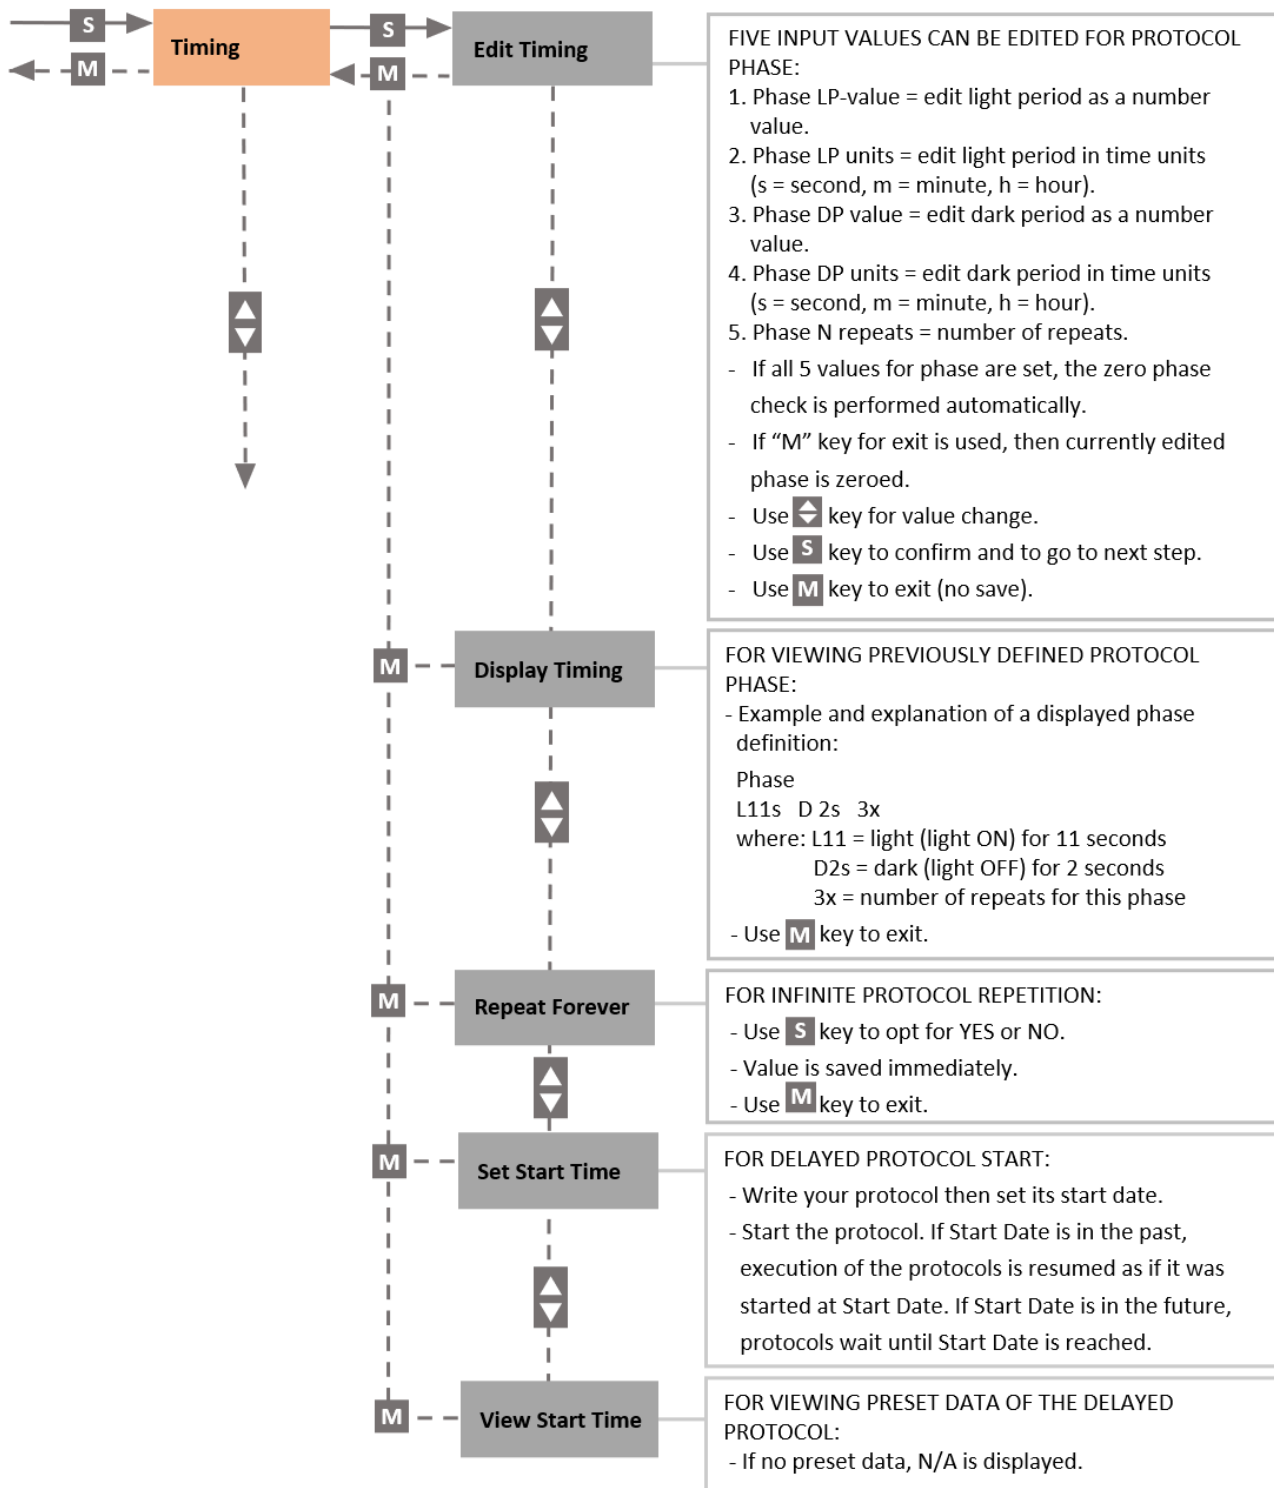 S
Timing
M
S
M
Edit Timing
FIVE INPUT VALUES CAN BE EDITED FOR PROTOCOL
PHASE:
1. Phase LP-value = edit light period as a number
value.
2. Phase LP units = edit light period in time units
(s = second, m = minute, h = hour).
3. Phase DP value = edit dark period as a number
value.
4. Phase DP units = edit dark period in time units
(s = second, m = minute, h = hour).
5. Phase N repeats = number of repeats.
- If all 5 values for phase are set, the zero phase
check is performed automatically.
- If “M” key for exit is used, then currently edited
phase is zeroed.
- Use key for value change.
- Use S key to confirm and to go to next step.
- Use M key to exit (no save).
M
Display Timing
FOR VIEWING PREVIOUSLY DEFINED PROTOCOL
PHASE:
- Example and explanation of a displayed phase
definition:
Phase
L11s D 2s 3x
where: L11 = light (light ON) for 11 seconds
D2s = dark (light OFF) for 2 seconds
3x = number of repeats for this phase
- Use M key to exit.
M
Repeat Forever
FOR INFINITE PROTOCOL REPETITION:
- Use S key to opt for YES or NO.
- Value is saved immediately.
- Use M key to exit.
M
Set Start Time
FOR DELAYED PROTOCOL START:
- Write your protocol then set its start date.
- Start the protocol. If Start Date is in the past,
execution of the protocols is resumed as if it was
started at Start Date. If Start Date is in the future,
protocols wait until Start Date is reached.
M
View Start Time
FOR VIEWING PRESET DATA OF THE DELAYED
PROTOCOL:
- If no preset data, N/A is displayed.